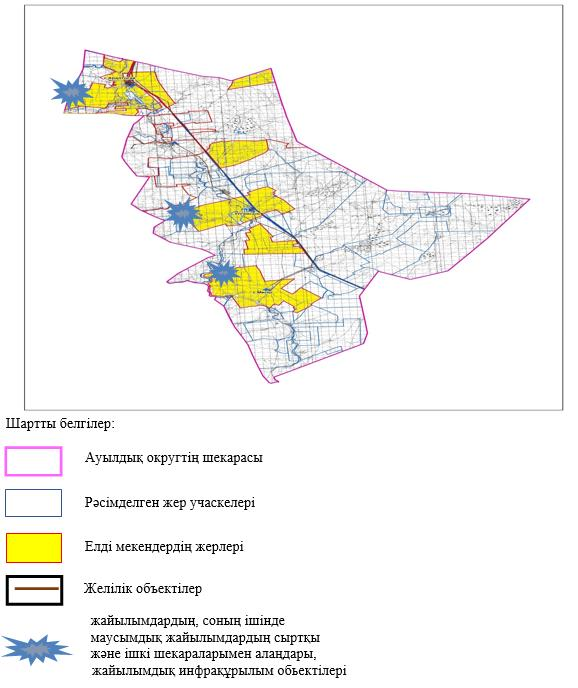 Шартты белгілер:
Ауылдық округтің шекарасы
Рәсімделген жер учаскелері
Елді мекендердің жерлері
Желілік объектілер
жайылымдардың, соның ішінде
маусымдық жайылымдардың сыртқы
және ішкі шекараларымен алаңдары,
жайылымдық инфрақұрылым обьектілері